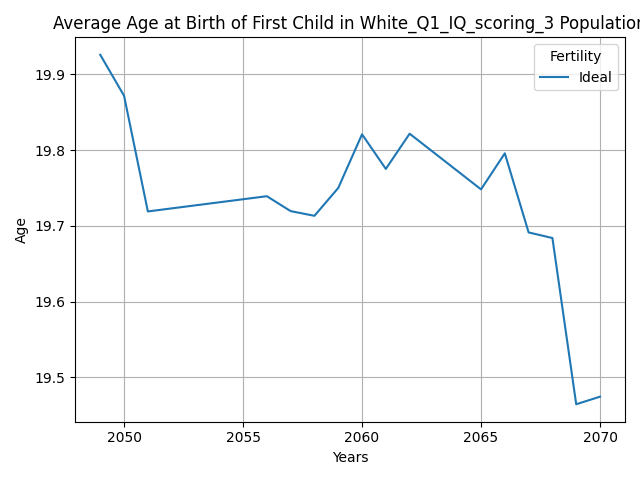 Average Age at Birth of First Child in White_Q1_IQ_scoring_3 Population
Fertility
Ideal
Age
19.9
19.8
19.7
19.6
19.5
2050 2055 2060 2065 2070
Years